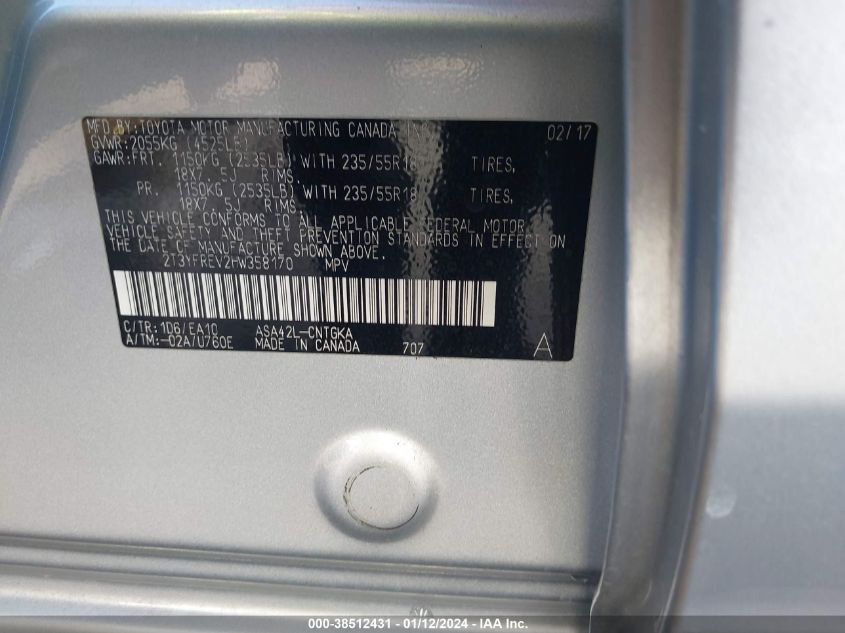 MFD BY:TOYOTA MOTOR MANUFACTURING CANADA INC. 02/17
GVWR:2055KG (4525LB)
GAWR:FRT. 1150KG (2535LB) WITH 235/55R18 TIRES,
18X7.5J RIMS.
RR. 1150KG (2535LB) WITH 235/55R18 TIRES,
18X7.5J RIMS.
THIS VEHICLE CONFORMS TO ALL APPLICABLE FEDERAL MOTOR
VEHICLE SAFETY AND THEFT PREVENTION STANDARDS IN EFFECT ON
THE DATE OF MANUFACTURE SHOWN ABOVE.
2T3YFREV2HW358170 MPV
C/TR:1D6/EA10 ASA42L-CNTGKA
A/TM:-02A/U760E MADE IN CANADA 707 A
000-38512431 - 01/12/2024 - IAA Inc.